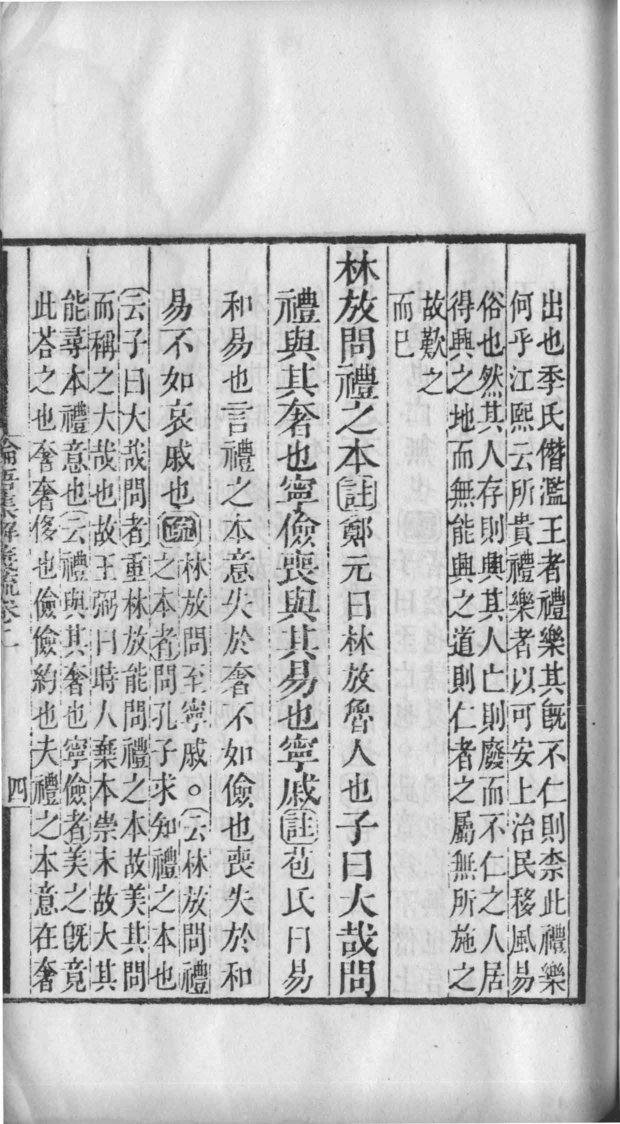 出也季氏僭濫王者禮樂其旣不仁則柰此禮樂
何乎江熙云所貴禮樂者以可安上治民移風易
俗也然其人存則興其人亡則廢而不仁之人居
得興之地而無能興之道則仁者之屬無所施之
故歎之
而已
林放問禮之本註鄭元曰林放魯人也子曰大哉問
禮與其奢也寧儉喪與其易也寧戚註苞氏曰易
和易也言禮之本意失於奢不如儉也喪失於和
易不如哀戚也疏林放問至寧戚。云林放問禮
之本者問孔子求知禮之本也
云子曰大哉問者重林放能問禮之本故美其問
而稱之大哉也故王弼曰時人棄本崇末故大其
能尋本禮意也云禮與其奢也寧儉者美之旣竟
此荅之也奢奢侈也儉儉約也夫禮之本意在奢
論語集解義疏卷二
四